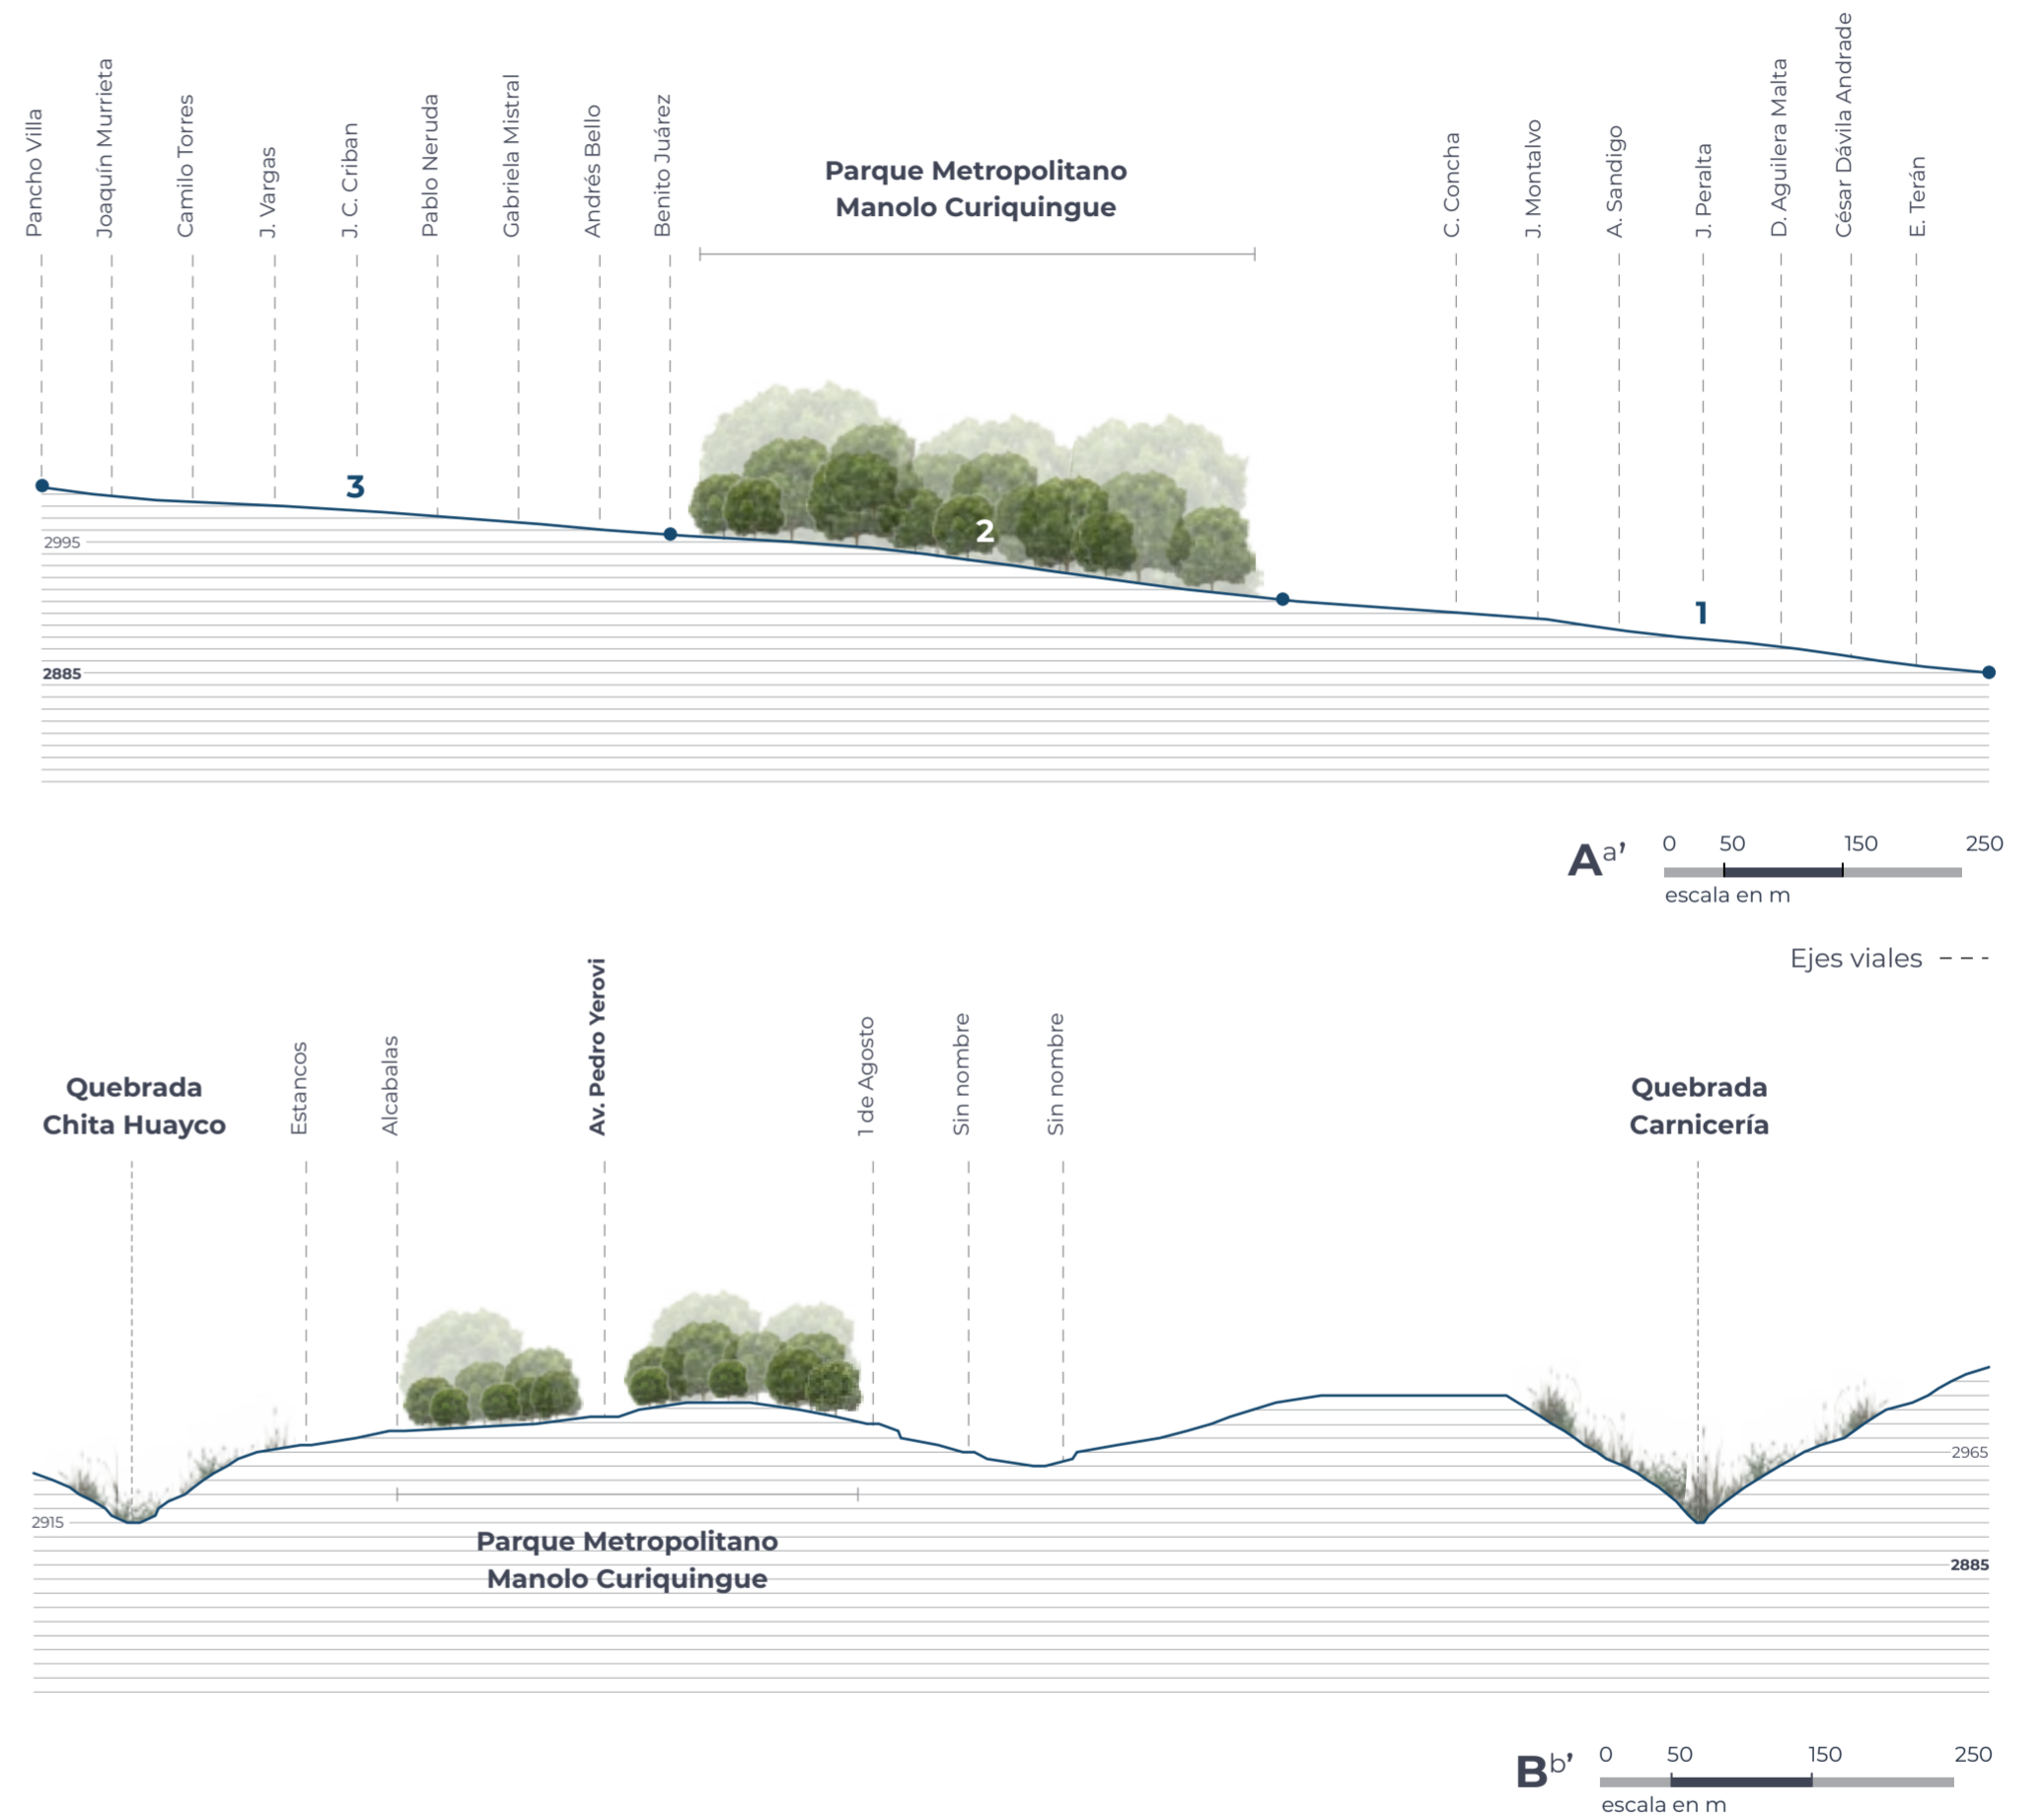 Pancho Villa
Joaquín Murrieta
Camilo Torres
J. Vargas
J. C. Criban
Pablo Neruda
Gabriela Mistral
Andrés Bello
Benito Juárez
Parque Metropolitano
Manolo Curiquingue
C. Concha
J. Montalvo
A. Sandigo
J. Peralta
D. Aguilera Malta
César Dávila Andrade
E. Terán
3
2
1
2995
2885
Aa'
0 50 150 250
escala en m
Ejes viales
Quebrada
Chita Huayco
Estancos
Alcabalas
Av. Pedro Yerovi
1 de Agosto
Sin nombre
Sin nombre
Quebrada
Carnicería
2965
2915
Parque Metropolitano
Manolo Curiquingue
2885
Bb'
0 50 150 250
escala en m